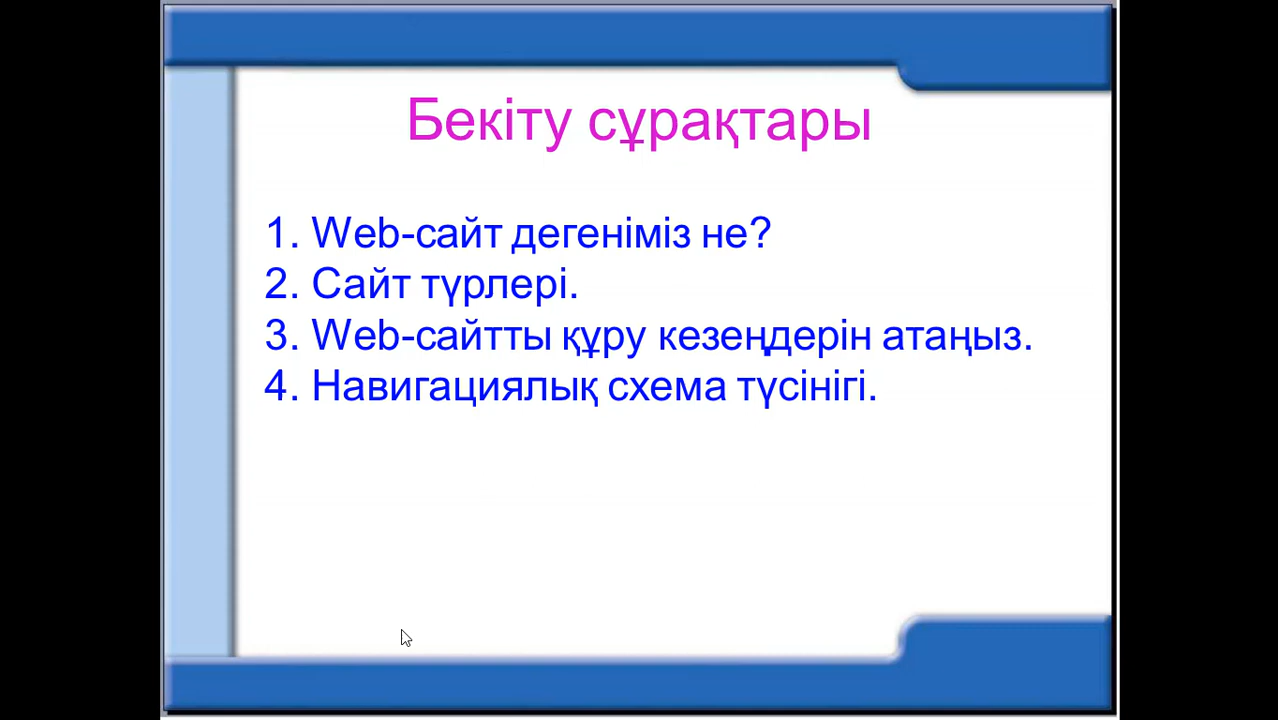 Бекіту сұрақтары
1. Web-сайт дегеніміз не?
2. Сайт түрлері.
3. Web-сайтты құру кезеңдерін атаңыз.
4. Навигациялық схема түсінігі.